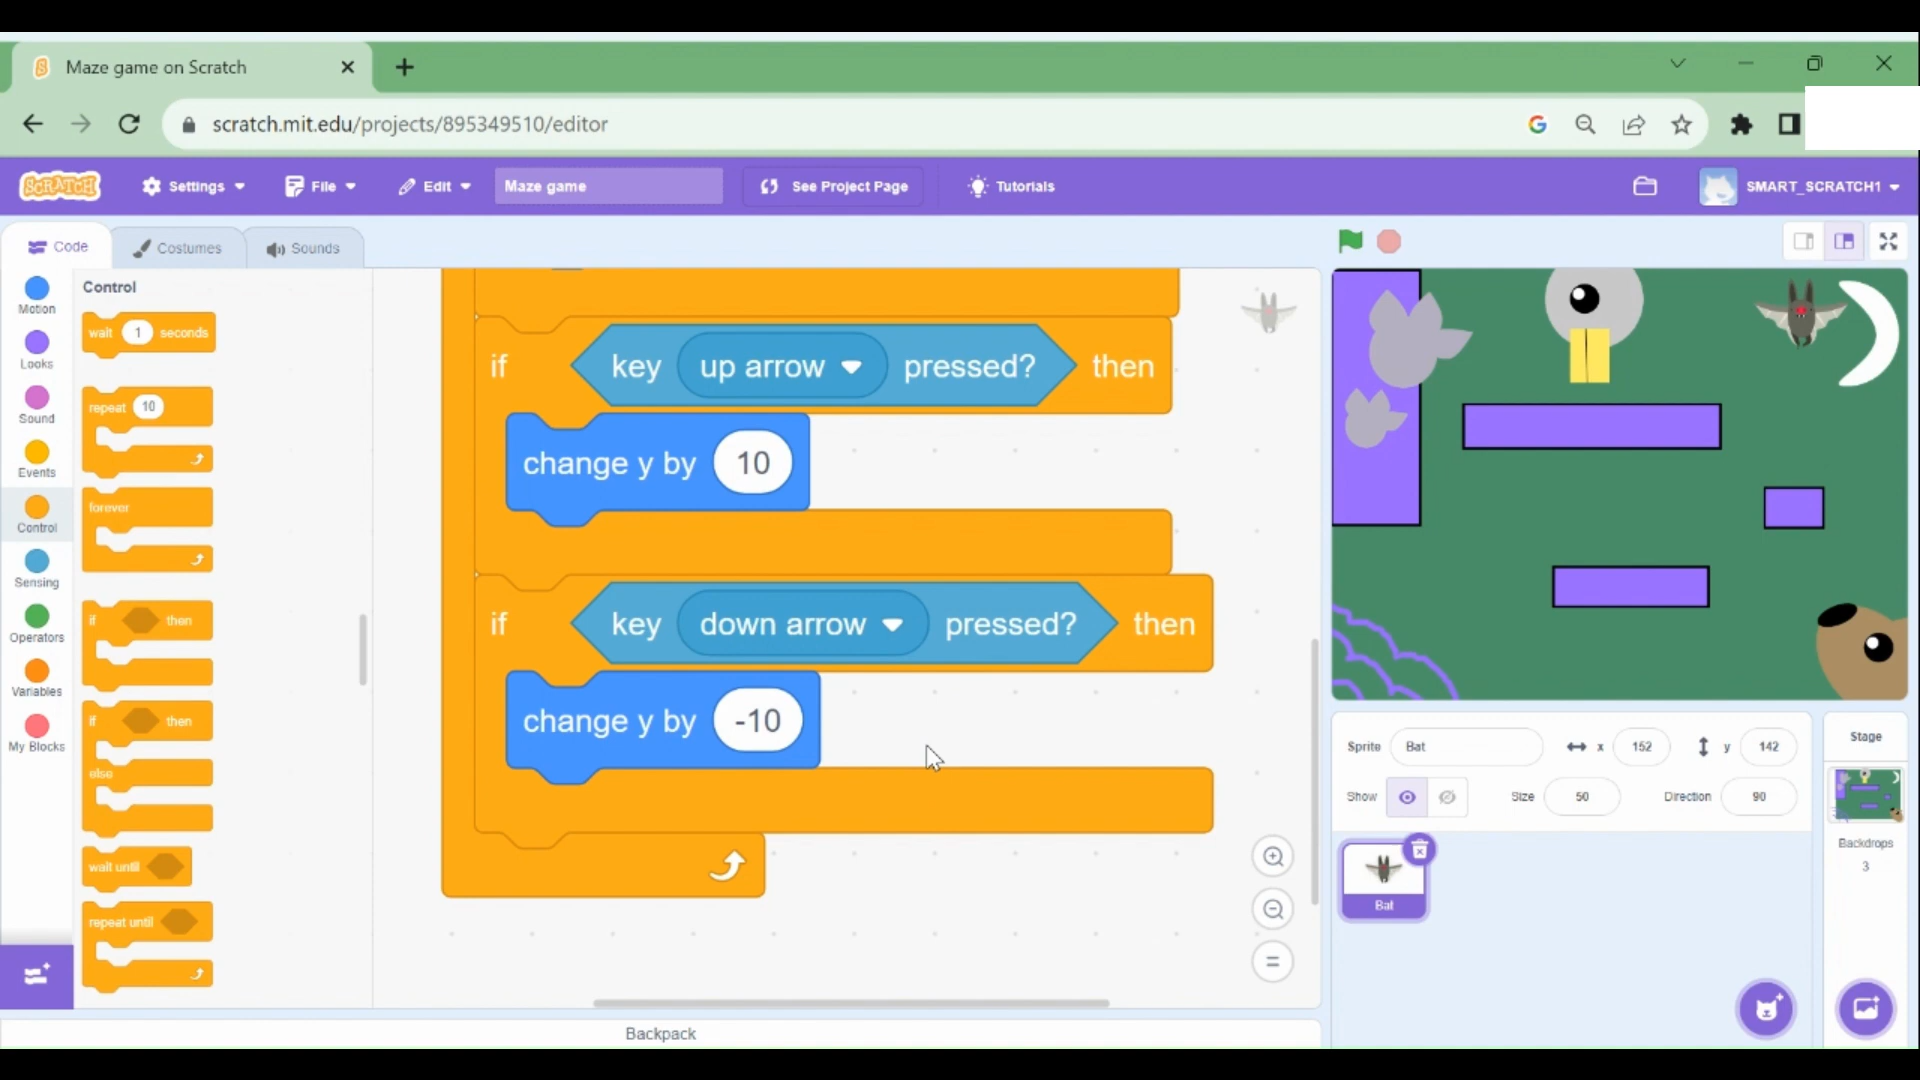 Maze game on Scratch
scratch.mit.edu/projects/895349510/editor
SCRATCH
Settings
File
Edit
Maze game
See Project Page
Tutorials
SMART_SCRATCH1
Code
Costumes
Sounds
Motion
Looks
Sound
Events
Control
Sensing
Operators
Variables
My Blocks
Control
wait 1 seconds
repeat 10
forever
if then
if then
else
wait until
repeat until
if key up arrow pressed? then
change y by 10
if key down arrow pressed? then
change y by -10
Backpack
Sprite Bat x 152 y 142
Show Size 50 Direction 90
Bat
Stage
Backdrops
3